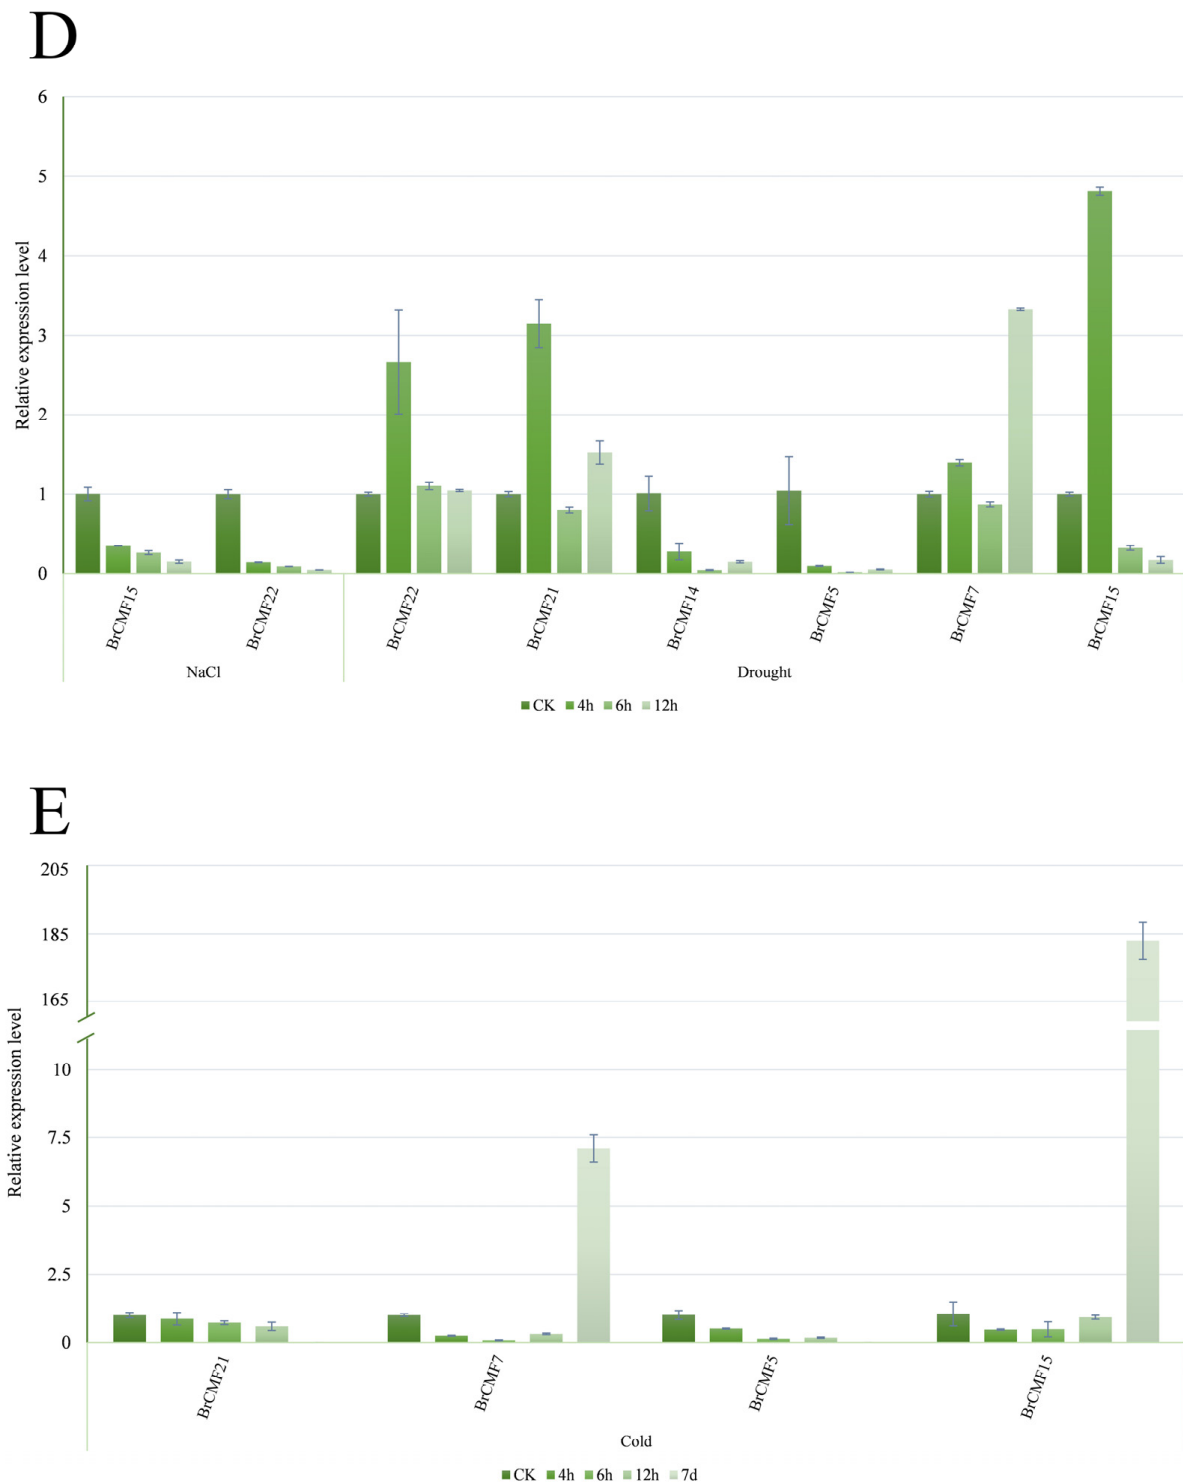 D
6
5
4
3
2
1
0
Relative expression level
BrCMF15
BrCMF22
BrCMF22
BrCMF21
BrCMF14
BrCMF5
BrCMF7
BrCMF15
NaCl
Drought
CK 4h 6h 12h
E
205
185
165
10
7.5
5
2.5
0
Relative expression level
BrCMF21
BrCMF7
BrCMF5
BrCMF15
Cold
CK 4h 6h 12h 7d